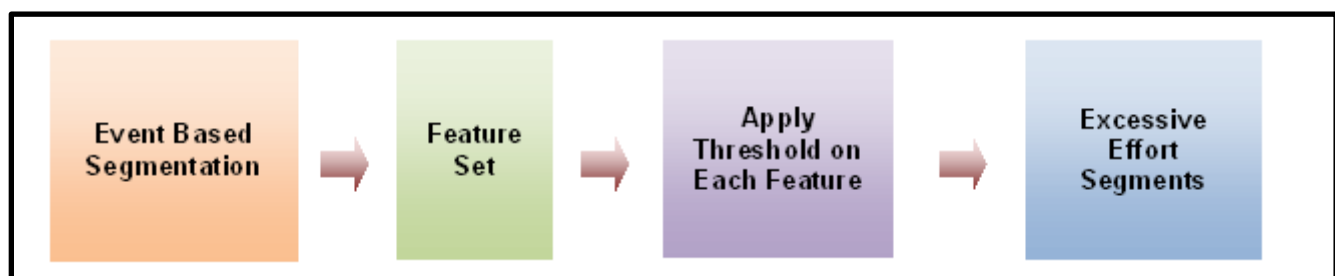 Event Based
Segmentation
Feature
Set
Apply
Threshold on
Each Feature
Excessive
Effort
Segments